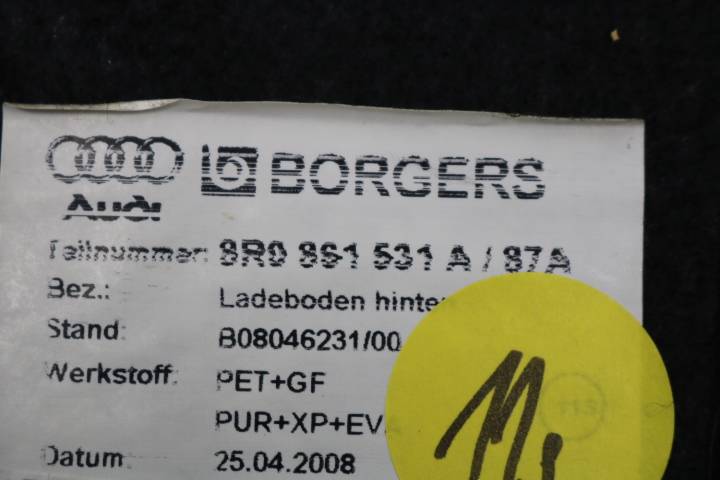 BORGERS
Audi
Teilnummer: 8R0 861 531 A / 87A
Bez.: Ladeboden
Stand: B08046231/00
Werkstoff: PET+GF
PUR+XP+EV
Datum 25.04.2008
113